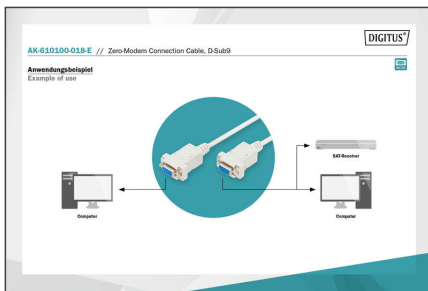 DIGITUS®
AK-610100-018-E // Zero-Modem Connection Cable, D-Sub9
Anwendungsbeispiel
Example of use
SAT-Receiver
Computer
Computer